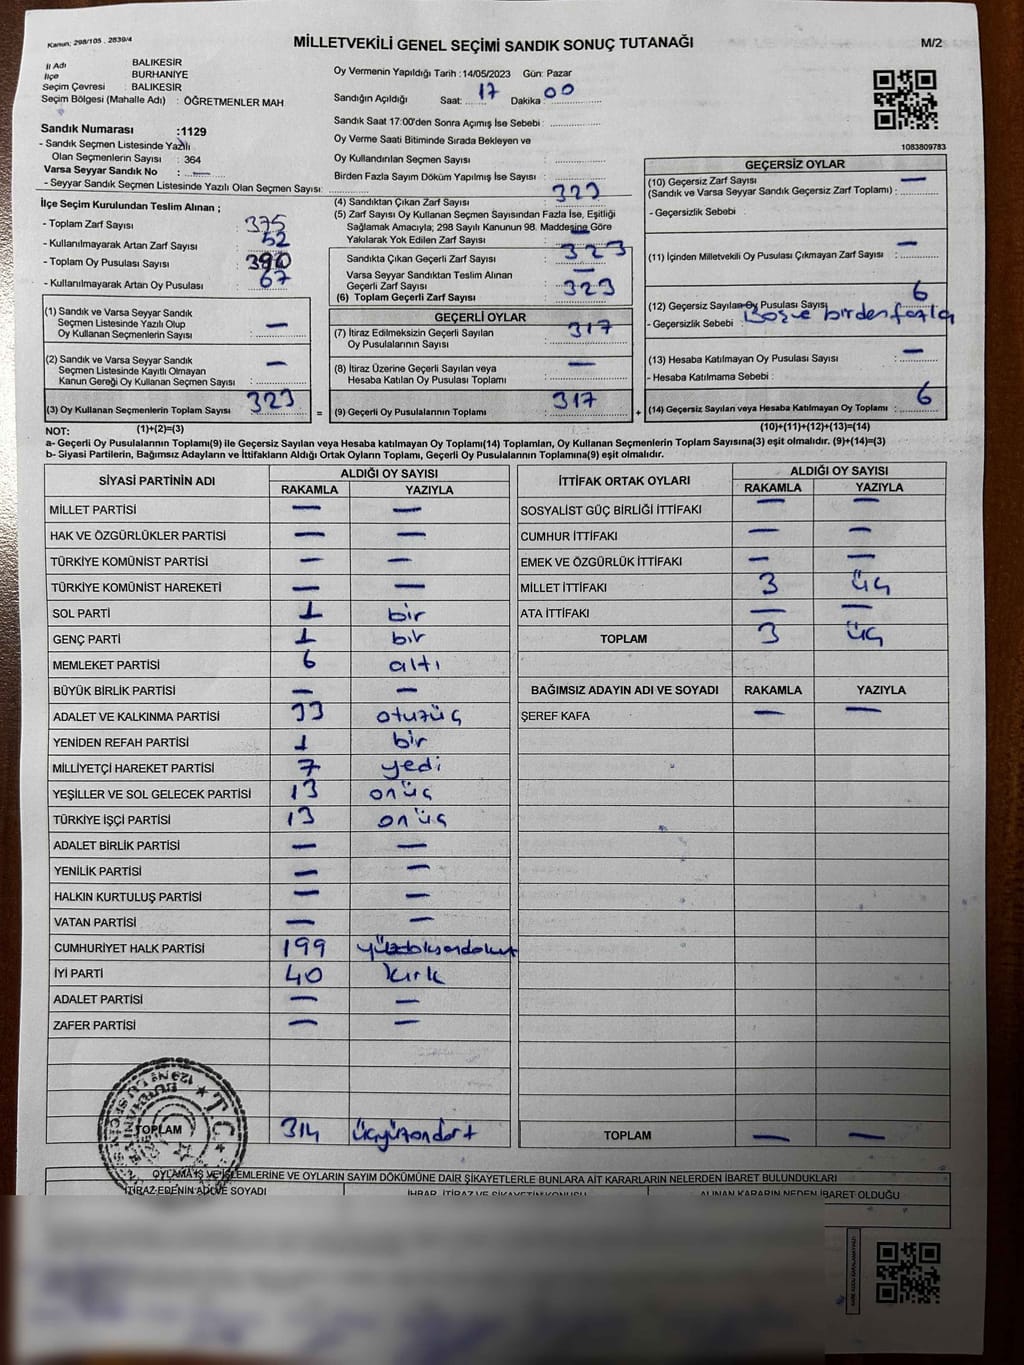 Kanun; 298/105 . 2839/4
MİLLETVEKİLİ GENEL SEÇİMİ SANDIK SONUÇ TUTANAĞI
M/2
İl Adı BALIKESİR
İlçe BURHANİYE
Seçim Çevresi : BALIKESİR
Seçim Bölgesi (Mahalle Adı) : ÖĞRETMENLER MAH
Sandık Numarası :1129
- Sandık Seçmen Listesinde Yazılı
Olan Seçmenlerin Sayısı : 364
Varsa Seyyar Sandık No : —
- Seyyar Sandık Seçmen Listesinde Yazılı Olan Seçmen Sayısı:
İlçe Seçim Kurulundan Teslim Alınan ;
- Toplam Zarf Sayısı : 375
- Kullanılmayarak Artan Zarf Sayısı : 52
- Toplam Oy Pusulası Sayısı : 390
- Kullanılmayarak Artan Oy Pusulası : 67
Oy Vermenin Yapıldığı Tarih : 14/05/2023 Gün: Pazar
Sandığın Açıldığı Saat: 17 Dakika : 00
Sandık Saat 17:00'den Sonra Açımış İse Sebebi :
Oy Verme Saati Bitiminde Sırada Bekleyen ve
Oy Kullandırılan Seçmen Sayısı :
Birden Fazla Sayım Döküm Yapılmış İse Sayısı :
(4) Sandıktan Çıkan Zarf Sayısı : 323
(5) Zarf Sayısı Oy Kullanan Seçmen Sayısından Fazla İse, Eşitliği
Sağlamak Amacıyla; 298 Sayılı Kanunun 98. Maddesine Göre
Yakılarak Yok Edilen Zarf Sayısı : —
Sandıkta Çıkan Geçerli Zarf Sayısı : 323
Varsa Seyyar Sandıktan Teslim Alınan
Geçerli Zarf Sayısı : —
(6) Toplam Geçerli Zarf Sayısı : 323
1083809783
GEÇERSİZ OYLAR
(10) Geçersiz Zarf Sayısı —
(Sandık ve Varsa Seyyar Sandık Geçersiz Zarf Toplamı) :
- Geçersizlik Sebebi :
(11) İçinden Milletvekili Oy Pusulası Çıkmayan Zarf Sayısı : —
(12) Geçersiz Sayılan Oy Pusulası Sayısı : 6
- Geçersizlik Sebebi : Boş ve birden fazla
(13) Hesaba Katılmayan Oy Pusulası Sayısı : —
- Hesaba Katılmama Sebebi :
(14) Geçersiz Sayılan veya Hesaba Katılmayan Oy Toplamı : 6
(10)+(11)+(12)+(13)=(14)
(1) Sandık ve Varsa Seyyar Sandık
Seçmen Listesinde Yazılı Olup
Oy Kullanan Seçmenlerin Sayısı : —
(2) Sandık ve Varsa Seyyar Sandık
Seçmen Listesinde Kayıtlı Olmayan
Kanun Gereği Oy Kullanan Seçmen Sayısı : —
(3) Oy Kullanan Seçmenlerin Toplam Sayısı : 323
=
(1)+(2)=(3)
GEÇERLİ OYLAR
(7) İtiraz Edilmeksizin Geçerli Sayılan
Oy Pusulalarının Sayısı : 317
(8) İtiraz Üzerine Geçerli Sayılan veya
Hesaba Katılan Oy Pusulası Toplamı : —
(9) Geçerli Oy Pusulalarının Toplamı : 317
+
NOT:
a- Geçerli Oy Pusulalarının Toplamı(9) ile Geçersiz Sayılan veya Hesaba katılmayan Oy Toplamı(14) Toplamları, Oy Kullanan Seçmenlerin Toplam Sayısına(3) eşit olmalıdır. (9)+(14)=(3)
b- Siyasi Partilerin, Bağımsız Adayların ve İttifakların Aldığı Ortak Oyların Toplamı, Geçerli Oy Pusulalarının Toplamına(9) eşit olmalıdır.
SİYASİ PARTİNİN ADI ALDIĞI OY SAYISI
RAKAMLA YAZIYLA
MİLLET PARTİSİ — —
HAK VE ÖZGÜRLÜKLER PARTİSİ — —
TÜRKİYE KOMÜNİST PARTİSİ — —
TÜRKİYE KOMÜNİST HAREKETİ — —
SOL PARTİ 1 bir
GENÇ PARTİ 1 bir
MEMLEKET PARTİSİ 6 altı
BÜYÜK BİRLİK PARTİSİ — —
ADALET VE KALKINMA PARTİSİ 33 otuzüç
YENİDEN REFAH PARTİSİ 1 bir
MİLLİYETÇİ HAREKET PARTİSİ 7 yedi
YEŞİLLER VE SOL GELECEK PARTİSİ 13 onüç
TÜRKİYE İŞÇİ PARTİSİ 13 onüç
ADALET BİRLİK PARTİSİ — —
YENİLİK PARTİSİ — —
HALKIN KURTULUŞ PARTİSİ — —
VATAN PARTİSİ — —
CUMHURİYET HALK PARTİSİ 199 yüzdoksandokuz
İYİ PARTİ 40 kırk
ADALET PARTİSİ — —
ZAFER PARTİSİ — —
TOPLAM 314 üçyüzondört
İTTİFAK ORTAK OYLARI ALDIĞI OY SAYISI
RAKAMLA YAZIYLA
SOSYALİST GÜÇ BİRLİĞİ İTTİFAKI — —
CUMHUR İTTİFAKI — —
EMEK VE ÖZGÜRLÜK İTTİFAKI — —
MİLLET İTTİFAKI 3 üç
ATA İTTİFAKI — —
TOPLAM 3 üç
BAĞIMSIZ ADAYIN ADI VE SOYADI RAKAMLA YAZIYLA
ŞEREF KAFA — —
TOPLAM — —
OYLAMA İŞ VE İŞLEMLERİNE VE OYLARIN SAYIM DÖKÜMÜNE DAİR ŞİKAYETLERLE BUNLARA AİT KARARLARIN NELERDEN İBARET BULUNDUKLARI
İTİRAZ EDENİN ADI VE SOYADI İHBAR, İTİRAZ VE ŞİKAYETİN KONUSU ALINAN KARARIN NEDEN İBARET OLDUĞU